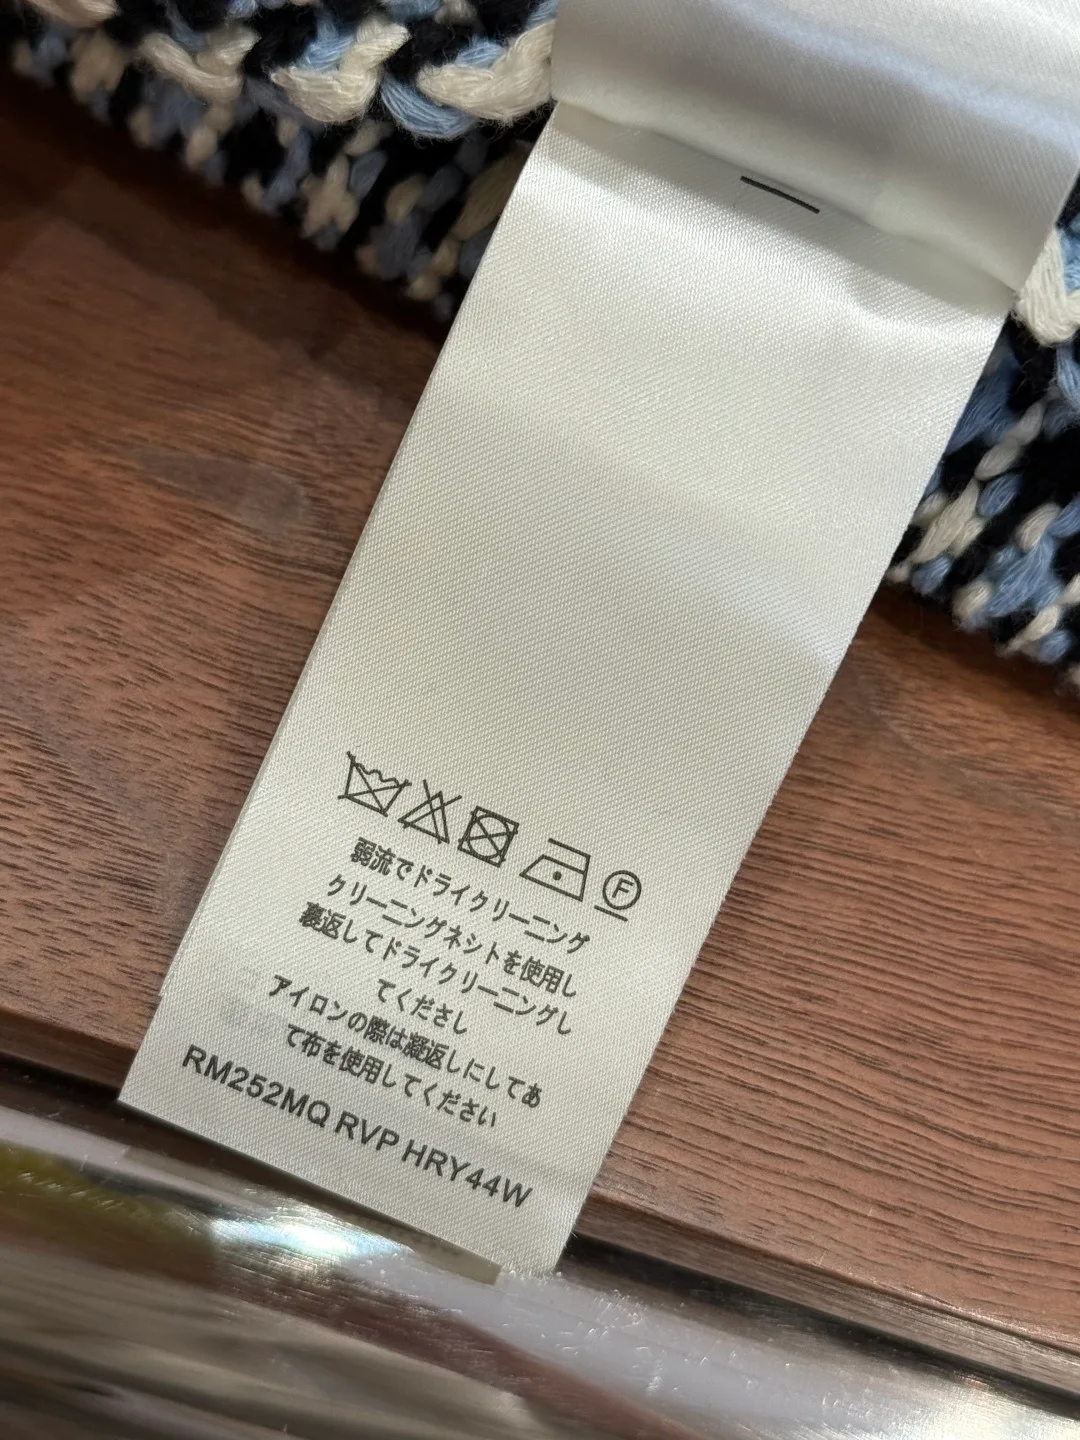 F
弱流でドライクリーニング
クリーニングネシトを使用し
裏返してドライクリーニングし
てくださし
アイロンの際は凝返しにしてあ
て布を使用してください
RM252MQ RVP HRY44W